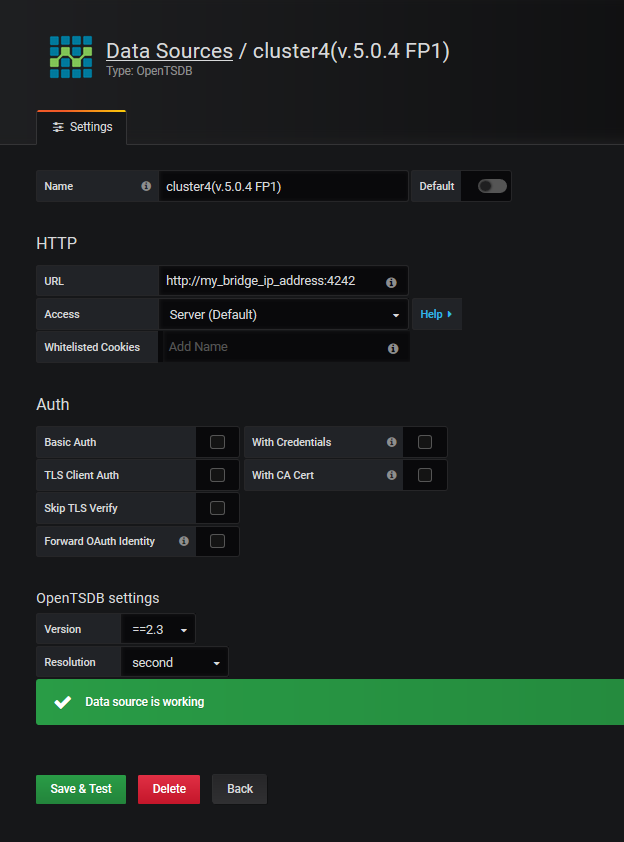 Data Sources / cluster4(v.5.0.4 FP1)
Type: OpenTSDB
Settings
Name cluster4(v.5.0.4 FP1) Default
HTTP
URL http://my_bridge_ip_address:4242
Access Server (Default) Help
Whitelisted Cookies Add Name
Auth
Basic Auth With Credentials
TLS Client Auth With CA Cert
Skip TLS Verify
Forward OAuth Identity
OpenTSDB settings
Version ==2.3
Resolution second
Data source is working
Save & Test Delete Back